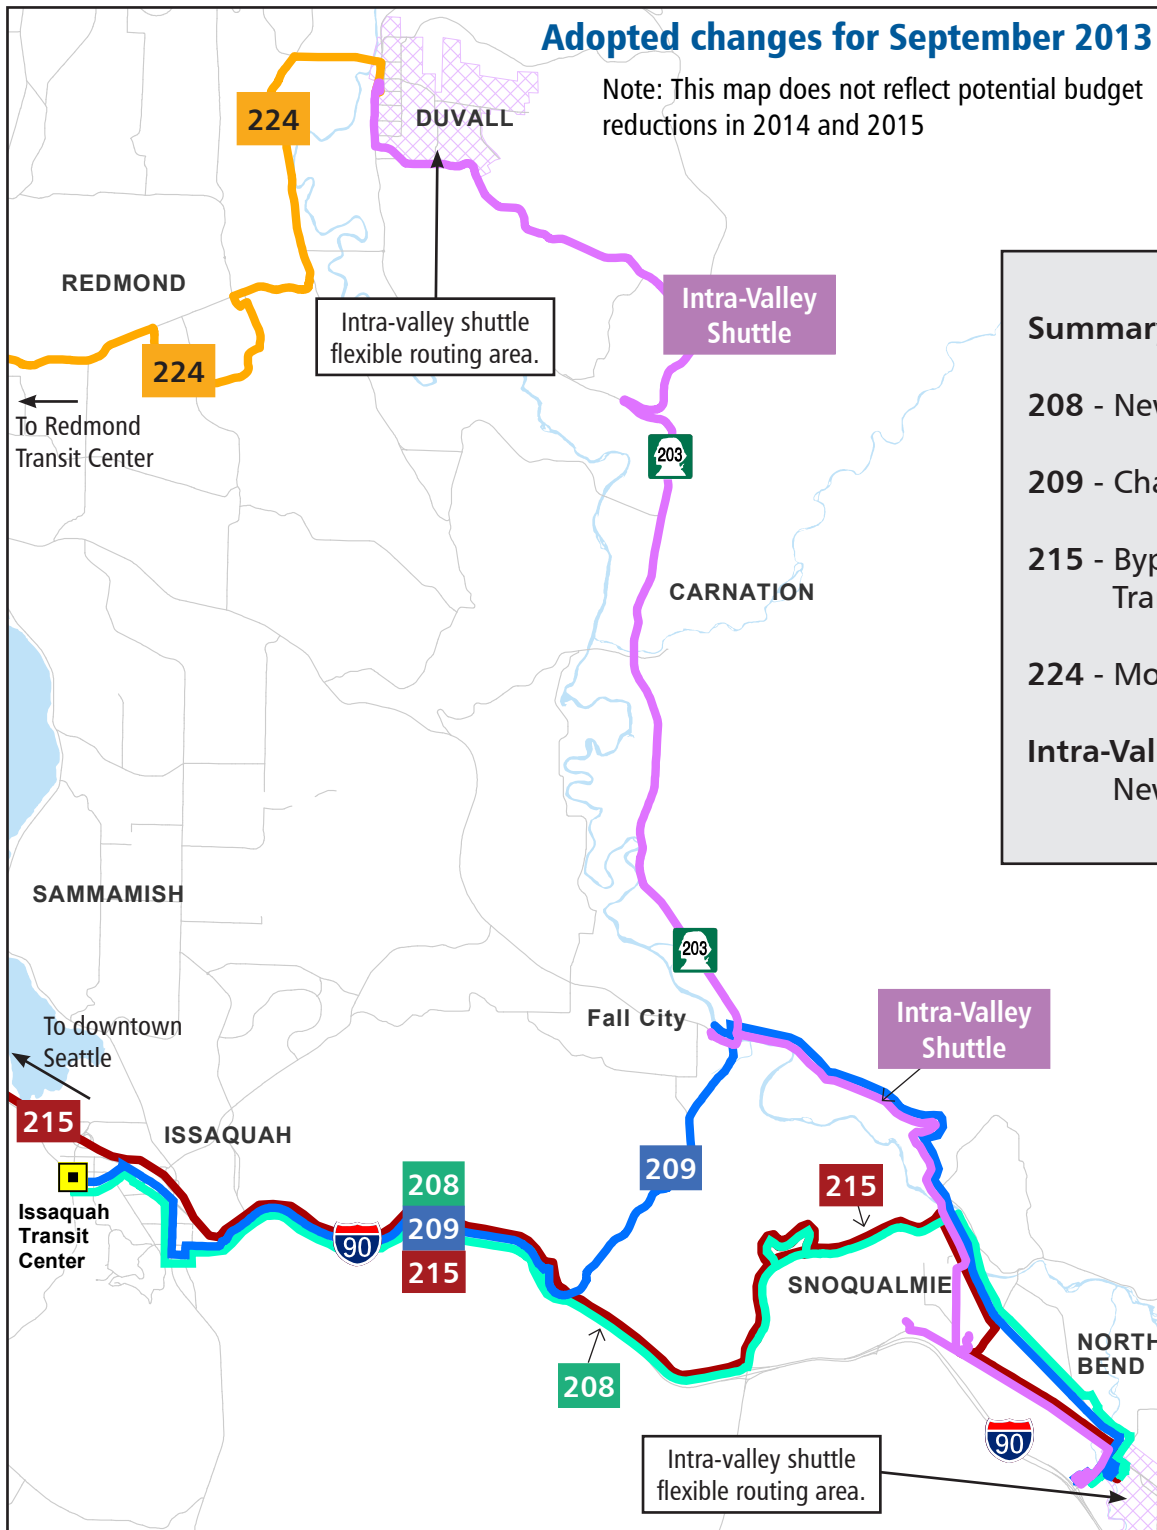 Adopted changes for September 2013
Note: This map does not reflect potential budget
reductions in 2014 and 2015
224
DUVALL
REDMOND
Intra-valley shuttle
flexible routing area.
Intra-Valley
Shuttle
224
To Redmond
Transit Center
203
Summary
208 - New
209 - Cha
215 - Byp
Tra
224 - Mo
Intra-Val
New
CARNATION
SAMMAMISH
203
Fall City
Intra-Valley
Shuttle
To downtown
Seattle
215
ISSAQUAH
Issaquah
Transit
Center
208
209
215
90
209
215
SNOQUALMIE
208
NORTH
BEND
90
Intra-valley shuttle
flexible routing area.